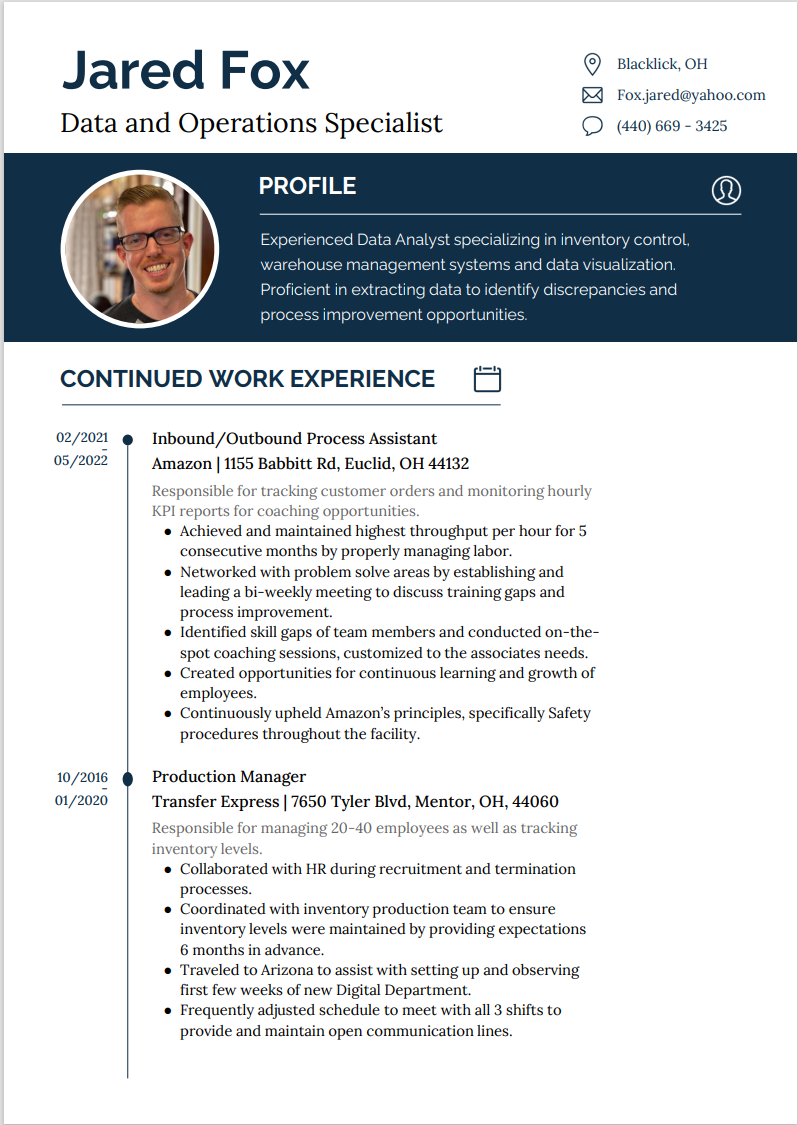 Jared Fox
Data and Operations Specialist
Blacklick, OH
Fox.jared@yahoo.com
(440) 669 - 3425
PROFILE
Experienced Data Analyst specializing in inventory control,
warehouse management systems and data visualization.
Proficient in extracting data to identify discrepancies and
process improvement opportunities.
CONTINUED WORK EXPERIENCE
02/2021
-
05/2022
Inbound/Outbound Process Assistant
Amazon | 1155 Babbitt Rd, Euclid, OH 44132
Responsible for tracking customer orders and monitoring hourly
KPI reports for coaching opportunities.
● Achieved and maintained highest throughput per hour for 5
consecutive months by properly managing labor.
● Networked with problem solve areas by establishing and
leading a bi-weekly meeting to discuss training gaps and
process improvement.
● Identified skill gaps of team members and conducted on-the-
spot coaching sessions, customized to the associates needs.
● Created opportunities for continuous learning and growth of
employees.
● Continuously upheld Amazon’s principles, specifically Safety
procedures throughout the facility.
10/2016
-
01/2020
Production Manager
Transfer Express | 7650 Tyler Blvd, Mentor, OH, 44060
Responsible for managing 20-40 employees as well as tracking
inventory levels.
● Collaborated with HR during recruitment and termination
processes.
● Coordinated with inventory production team to ensure
inventory levels were maintained by providing expectations
6 months in advance.
● Traveled to Arizona to assist with setting up and observing
first few weeks of new Digital Department.
● Frequently adjusted schedule to meet with all 3 shifts to
provide and maintain open communication lines.